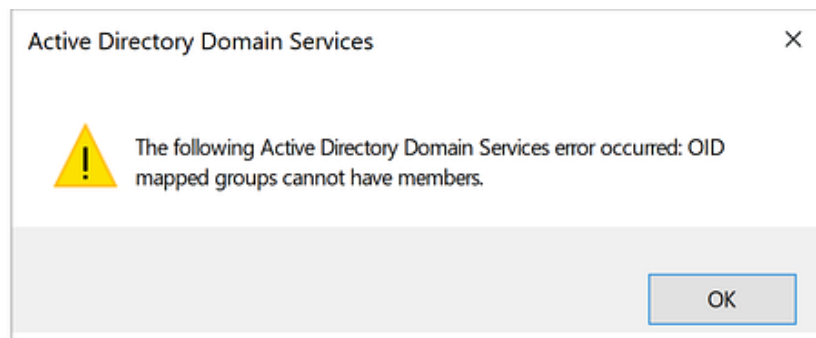 Active Directory Domain Services
The following Active Directory Domain Services error occurred: OID
mapped groups cannot have members.
OK